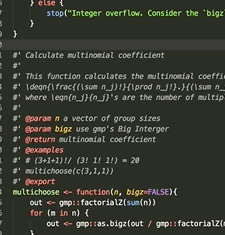 } else {
stop("Integer overflow. Consider the `bigz
}
}
#' Calculate multinomial coefficient
#'
#' This function calculates the multinomial coeffi
#' \deqn{\frac{(\sum n_j)!}{\prod n_j!}.}{(\sum n_
#' where \eqn{n_j}{n_j}'s are the number of multip
#'
#' @param n a vector of group sizes
#' @param bigz use gmp's Big Interger
#' @return multinomial coefficient
#' @examples
#' # (3+1+1)!/ (3! 1! 1!) = 20
#' multichoose(c(3,1,1))
#' @export
multichoose <- function(n, bigz=FALSE){
out <- gmp::factorialZ(sum(n))
for (m in n) {
out <- gmp::as.bigz(out / gmp::factorialZ(m
}